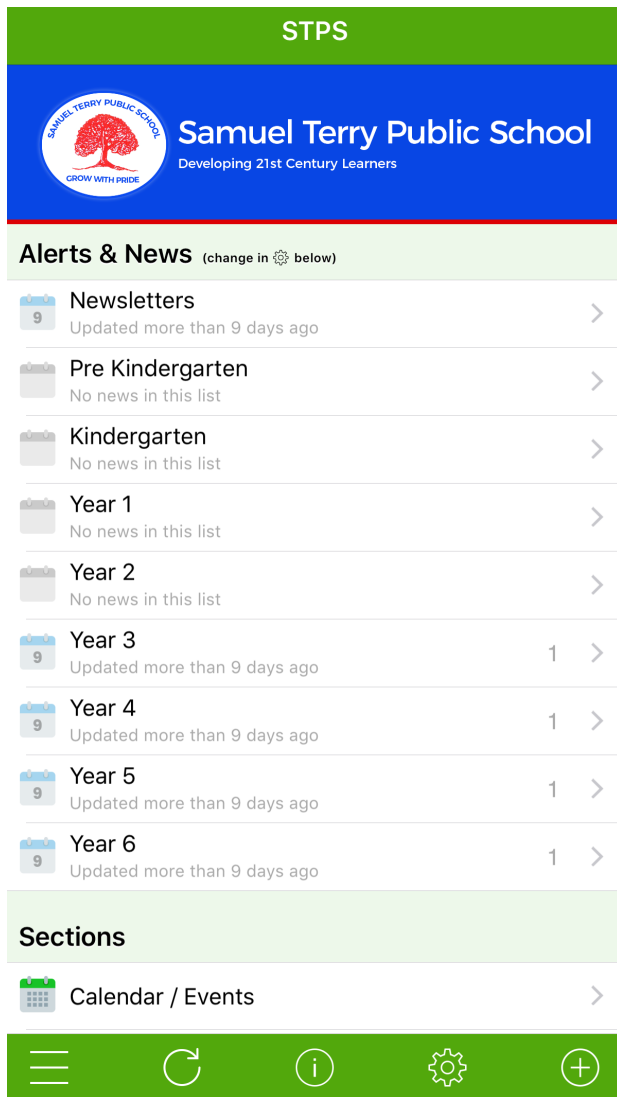 STPS
SAMUEL TERRY PUBLIC SCHOOL
GROW WITH PRIDE
Samuel Terry Public School
Developing 21st Century Learners
Alerts & News (change in below)
Newsletters
9
Updated more than 9 days ago
Pre Kindergarten
No news in this list
Kindergarten
No news in this list
Year 1
No news in this list
Year 2
No news in this list
Year 3
9 1
Updated more than 9 days ago
Year 4
9 1
Updated more than 9 days ago
Year 5
9 1
Updated more than 9 days ago
Year 6
9 1
Updated more than 9 days ago
Sections
Calendar / Events